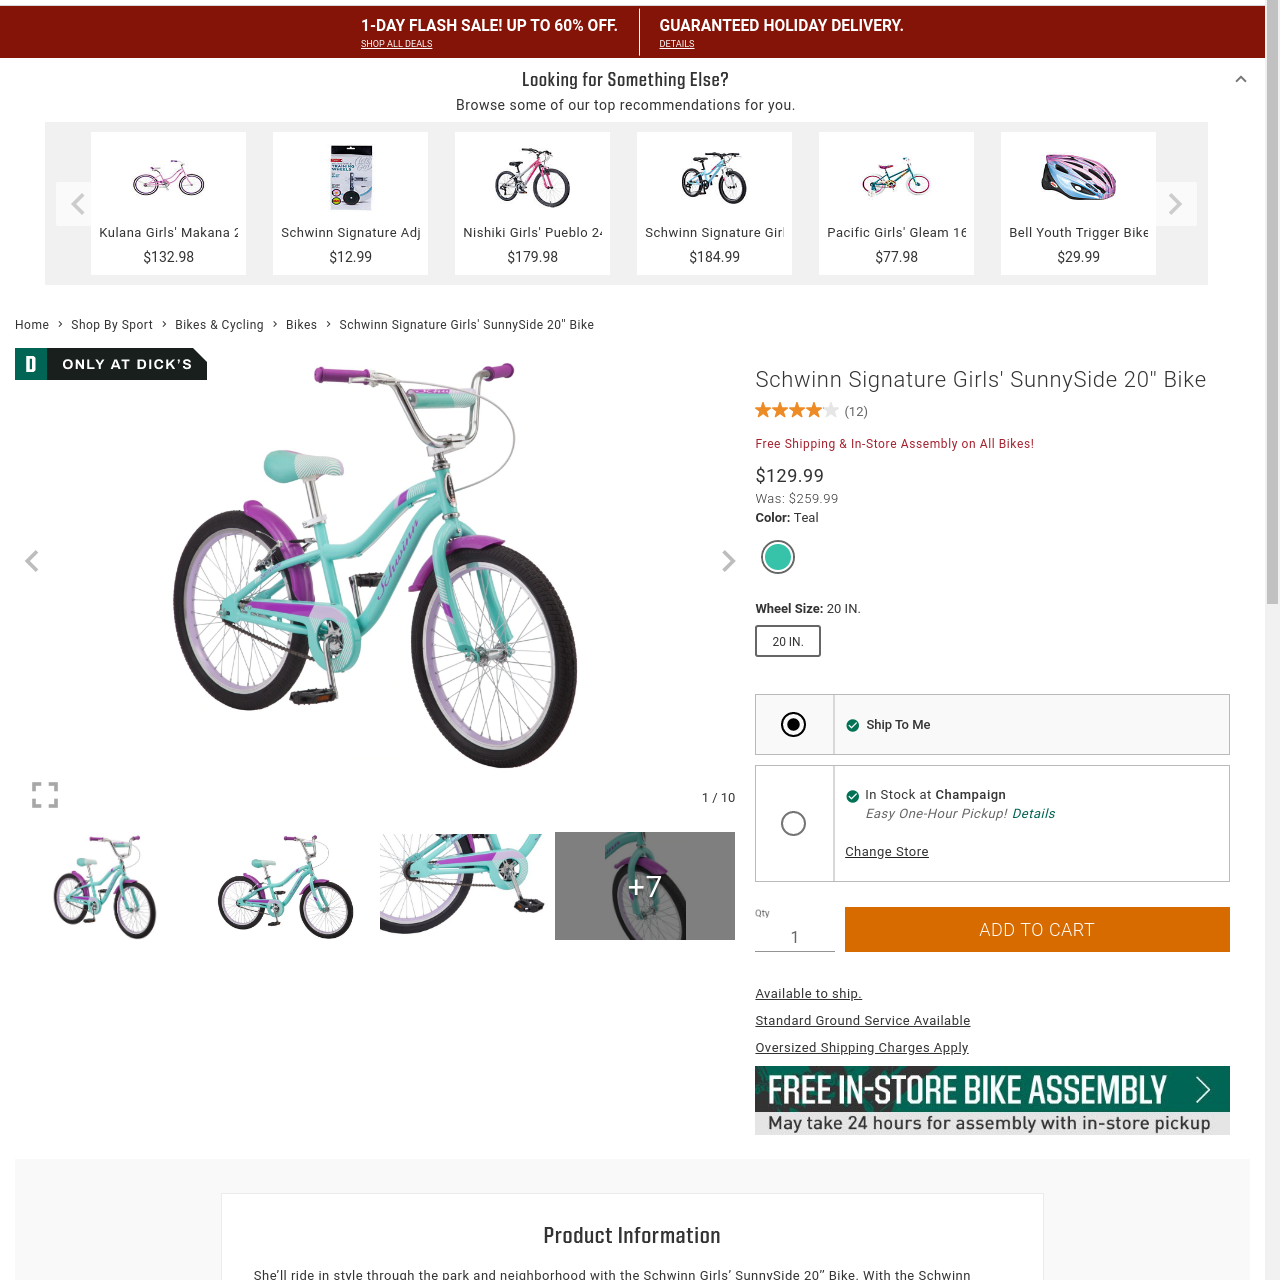 1-DAY FLASH SALE! UP TO 60% OFF.
SHOP ALL DEALS
GUARANTEED HOLIDAY DELIVERY.
DETAILS
Looking for Something Else?
Browse some of our top recommendations for you.
Kulana Girls' Makana 2
$132.98
Schwinn Signature Adj
$12.99
Nishiki Girls' Pueblo 24
$179.98
Schwinn Signature Girl
$184.99
Pacific Girls' Gleam 16
$77.98
Bell Youth Trigger Bike
$29.99
Home > Shop By Sport > Bikes & Cycling > Bikes > Schwinn Signature Girls' SunnySide 20" Bike
D ONLY AT DICK'S
Schwinn
1 / 10
+7
Schwinn Signature Girls' SunnySide 20" Bike
(12)
Free Shipping & In-Store Assembly on All Bikes!
$129.99
Was: $259.99
Color: Teal
Wheel Size: 20 IN.
20 IN.
Ship To Me
In Stock at Champaign
Easy One-Hour Pickup! Details
Change Store
Qty
1
ADD TO CART
Available to ship.
Standard Ground Service Available
Oversized Shipping Charges Apply
FREE IN-STORE BIKE ASSEMBLY
May take 24 hours for assembly with in-store pickup
Product Information
She’ll ride in style through the park and neighborhood with the Schwinn Girls’ SunnySide 20” Bike. With the Schwinn